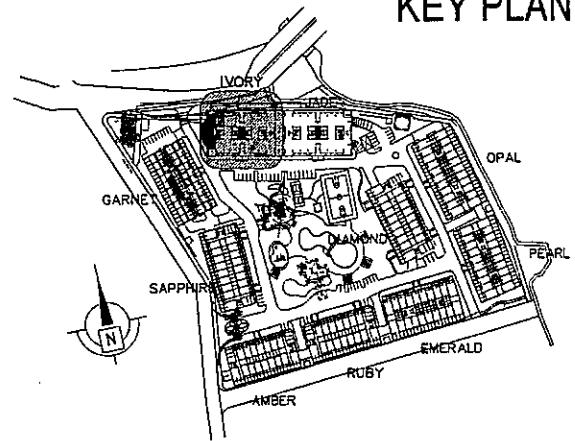 KEY PLAN
IVORY
JADE
OPAL
GARNET
DIAMOND
PEARL
SAPPHIRE
N
EMERALD
RUBY
AMBER